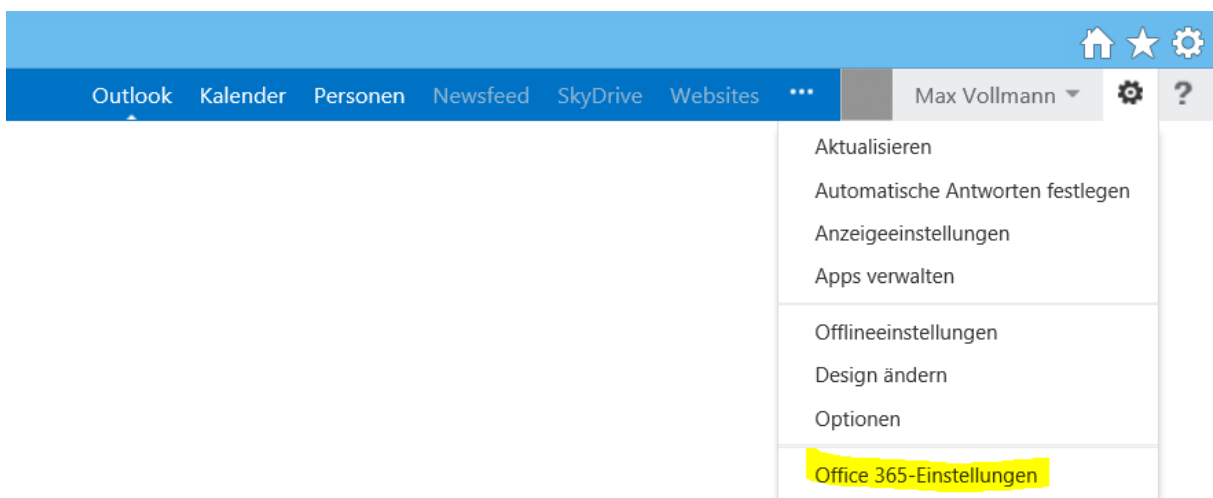 Outlook Kalender Personen Newsfeed SkyDrive Websites ••• Max Vollmann ?
Aktualisieren
Automatische Antworten festlegen
Anzeigeeinstellungen
Apps verwalten
Offlineeinstellungen
Design ändern
Optionen
Office 365-Einstellungen